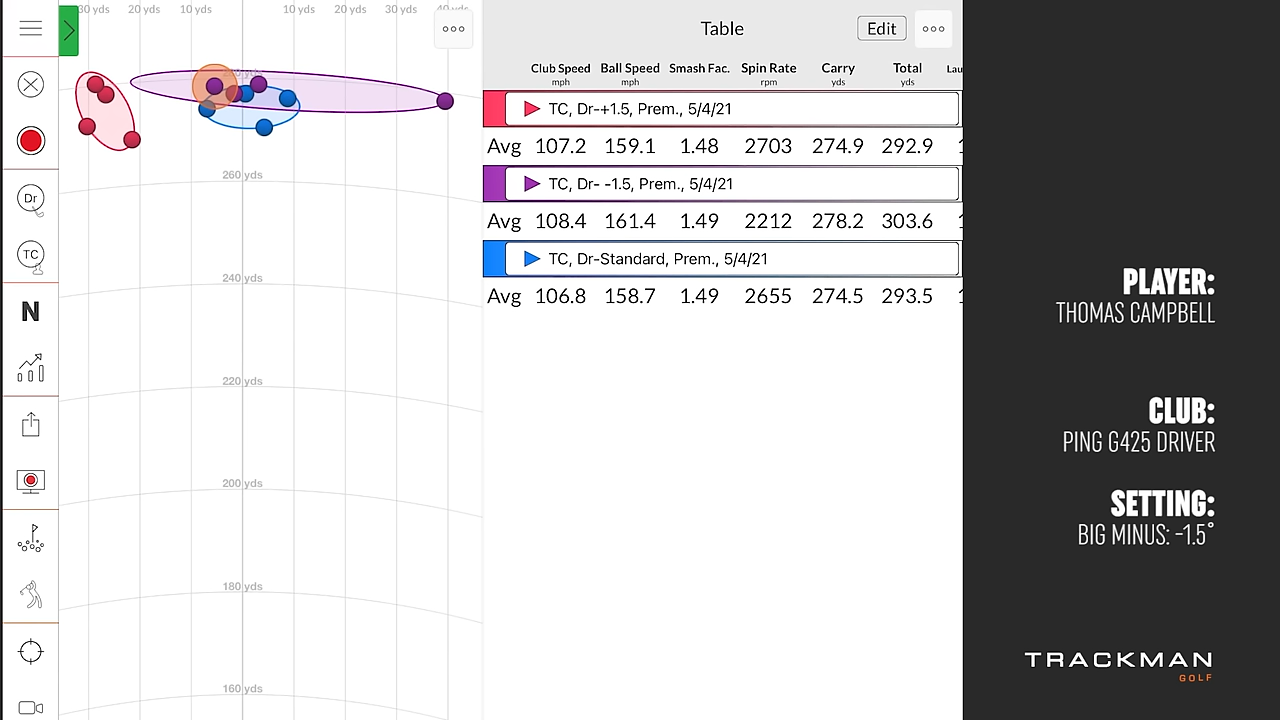 30 yds 20 yds 10 yds 10 yds 20 yds 30 yds 40 yds
260 yds
240 yds
220 yds
200 yds
180 yds
160 yds
Dr
TC
N
Table
Edit
Club Speed Ball Speed Smash Fac. Spin Rate Carry Total Lau
mph mph rpm yds yds
TC, Dr-+1.5, Prem., 5/4/21
Avg 107.2 159.1 1.48 2703 274.9 292.9
TC, Dr- -1.5, Prem., 5/4/21
Avg 108.4 161.4 1.49 2212 278.2 303.6
TC, Dr-Standard, Prem., 5/4/21
Avg 106.8 158.7 1.49 2655 274.5 293.5
PLAYER:
THOMAS CAMPBELL
CLUB:
PING G425 DRIVER
SETTING:
BIG MINUS: -1.5°
TRACKMAN
GOLF